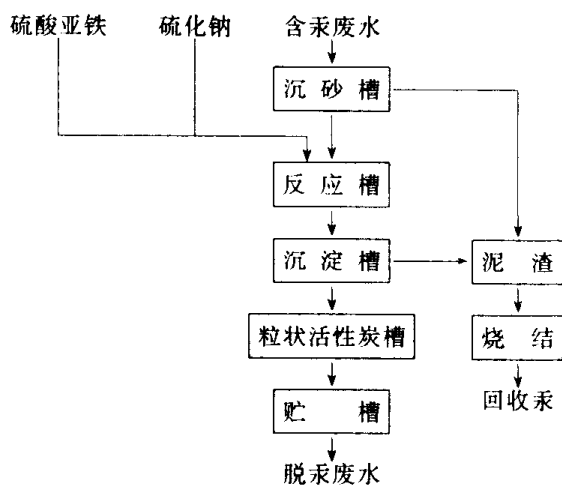 硫酸亚铁 硫化钠 含汞废水
沉砂槽
反应槽
沉淀槽 泥渣
粒状活性炭槽 烧结
贮槽 回收汞
脱汞废水